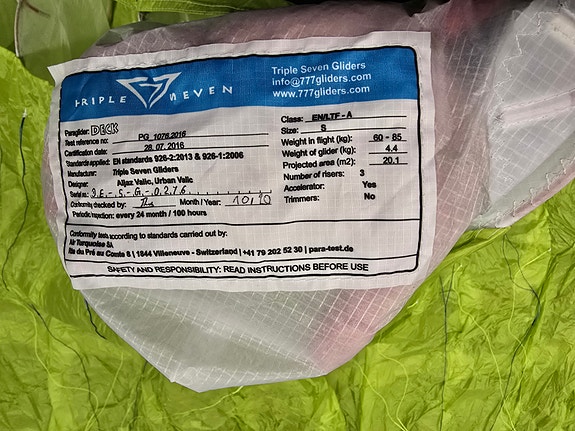 TRIPLE SEVEN
Triple Seven Gliders
info@777gliders.com
www.777gliders.com
Paraglider: DECK
Test reference no: PG_1076.2016
Certification date: 28. 07. 2016
Standards applied: EN standards 926-2:2013 & 926-1:2006
Manufacturer: Triple Seven Gliders
Designer: Aljaz Valic, Urban Valic
Serial no: DE-S-G-0276
Conformity checked by: Month / Year: 10/19
Periodic inspection: every 24 month / 100 hours
Class: EN/LTF - A
Size: S
Weight in flight (kg): 60 - 85
Weight of glider (kg): 4.4
Projected area (m2): 20.1
Number of risers: 3
Accelerator: Yes
Trimmers: No
Conformity tests according to standards carried out by:
Air Turquoise SA
Rte du Pré au Comte 8 | 1844 Villeneuve - Switzerland | +41 79 202 52 30 | para-test.de
SAFETY AND RESPONSIBILITY: READ INSTRUCTIONS BEFORE USE